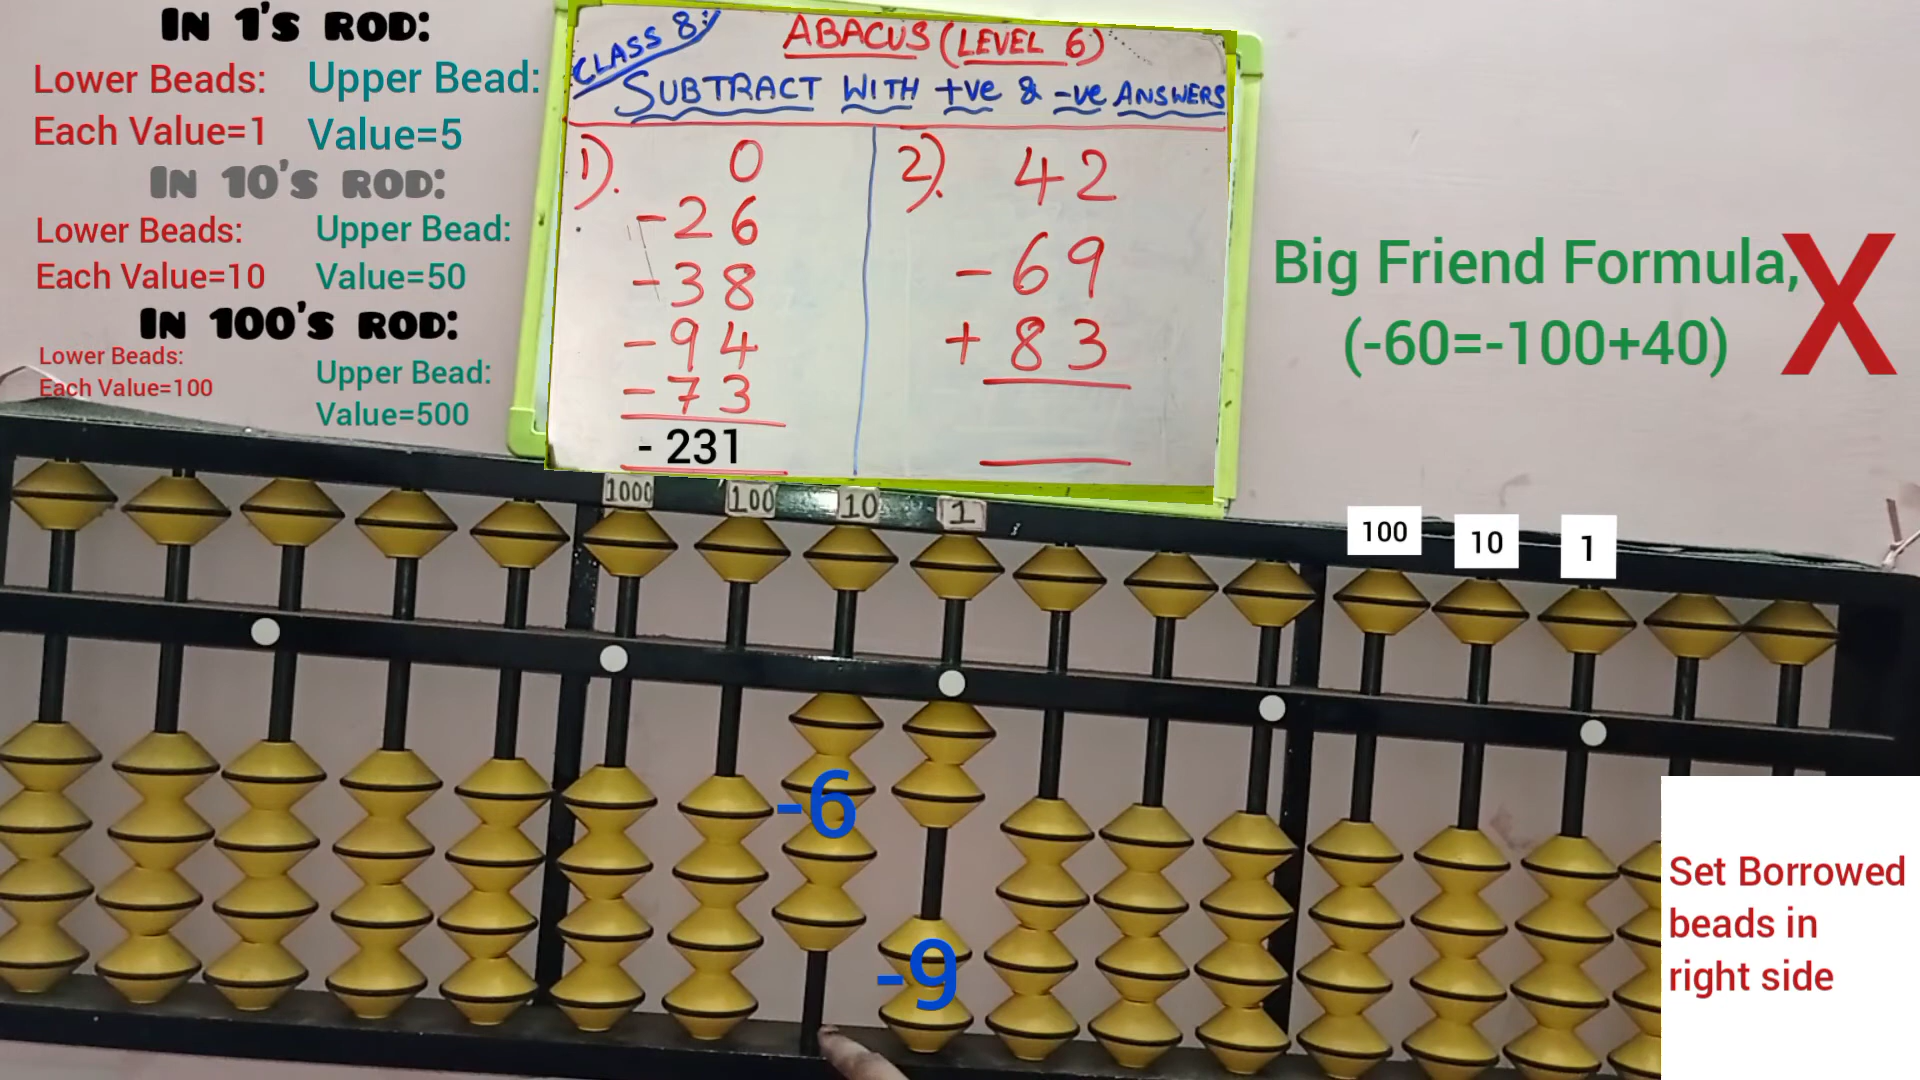 In 1's rod:
Lower Beads: Upper Bead:
Each Value=1 Value=5
In 10's rod:
Lower Beads: Upper Bead:
Each Value=10 Value=50
In 100's rod:
Lower Beads: Upper Bead:
Each Value=100 Value=500
CLASS 8:
ABACUS (LEVEL 6)
SUBTRACT WITH +ve & -ve ANSWERS
1). 0
-26
-38
-94
-73
- 231
2). 42
-69
+83
Big Friend Formula, X
(-60=-100+40)
1000 100 10 1
100 10 1
-6
-9
Set Borrowed
beads in
right side